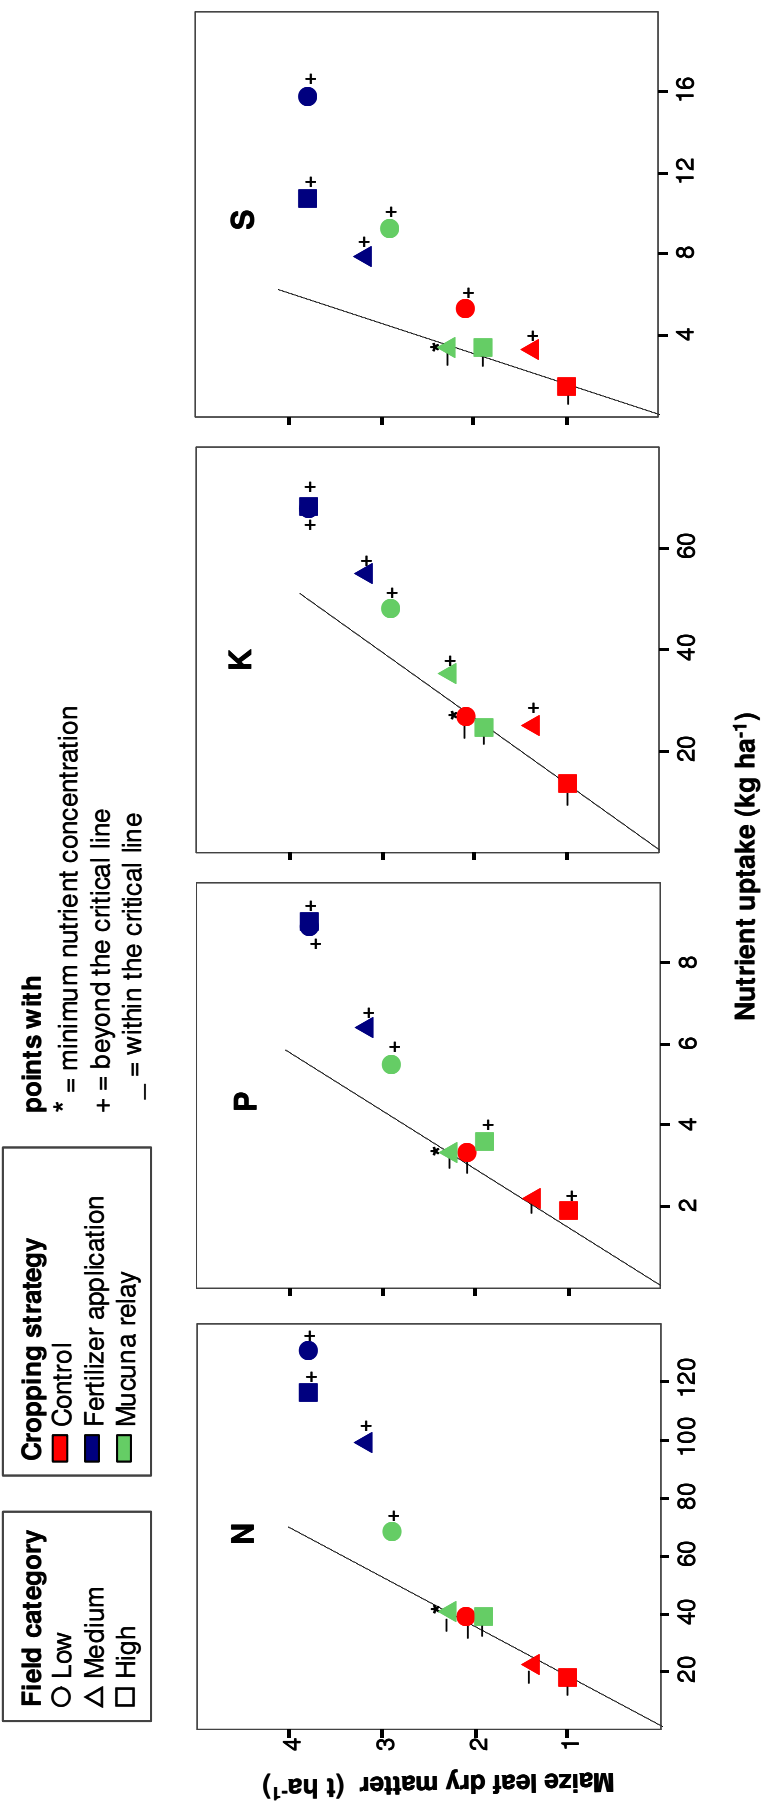 Field category
Low
Medium
High
Cropping strategy
Control
Fertilizer application
Mucuna relay
points with
* = minimum nutrient concentration
+ = beyond the critical line
_ = within the critical line
N
P
K
S
4
3
2
1
20 40 60 80 100 120
2 4 6 8
20 40 60
4 8 12 16
Maize leaf dry matter (t ha-1)
Nutrient uptake (kg ha-1)